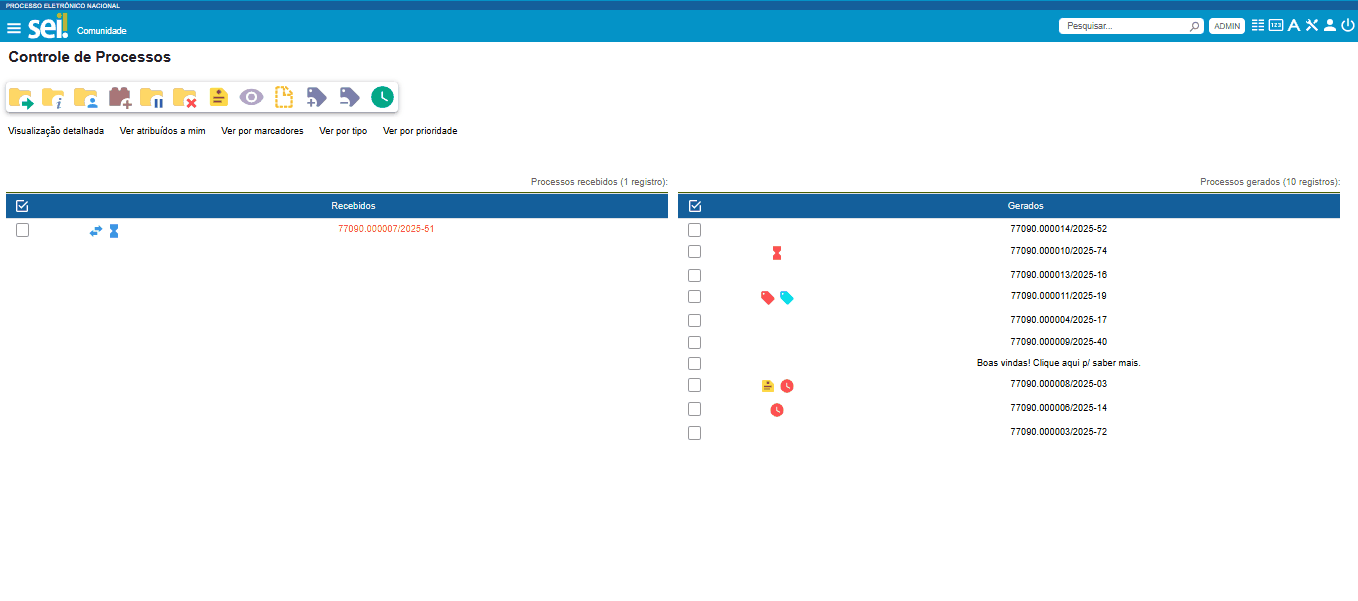 PROCESSO ELETRÔNICO NACIONAL
sei! Comunidade
Pesquisar... ADMIN 123 A
Controle de Processos
Visualização detalhada Ver atribuídos a mim Ver por marcadores Ver por tipo Ver por prioridade
Processos recebidos (1 registro):
Recebidos
77090.000007/2025-51
Processos gerados (10 registros):
Gerados
77090.000014/2025-52
77090.000010/2025-74
77090.000013/2025-16
77090.000011/2025-19
77090.000004/2025-17
77090.000009/2025-40
Boas vindas! Clique aqui p/ saber mais.
77090.000008/2025-03
77090.000006/2025-14
77090.000003/2025-72